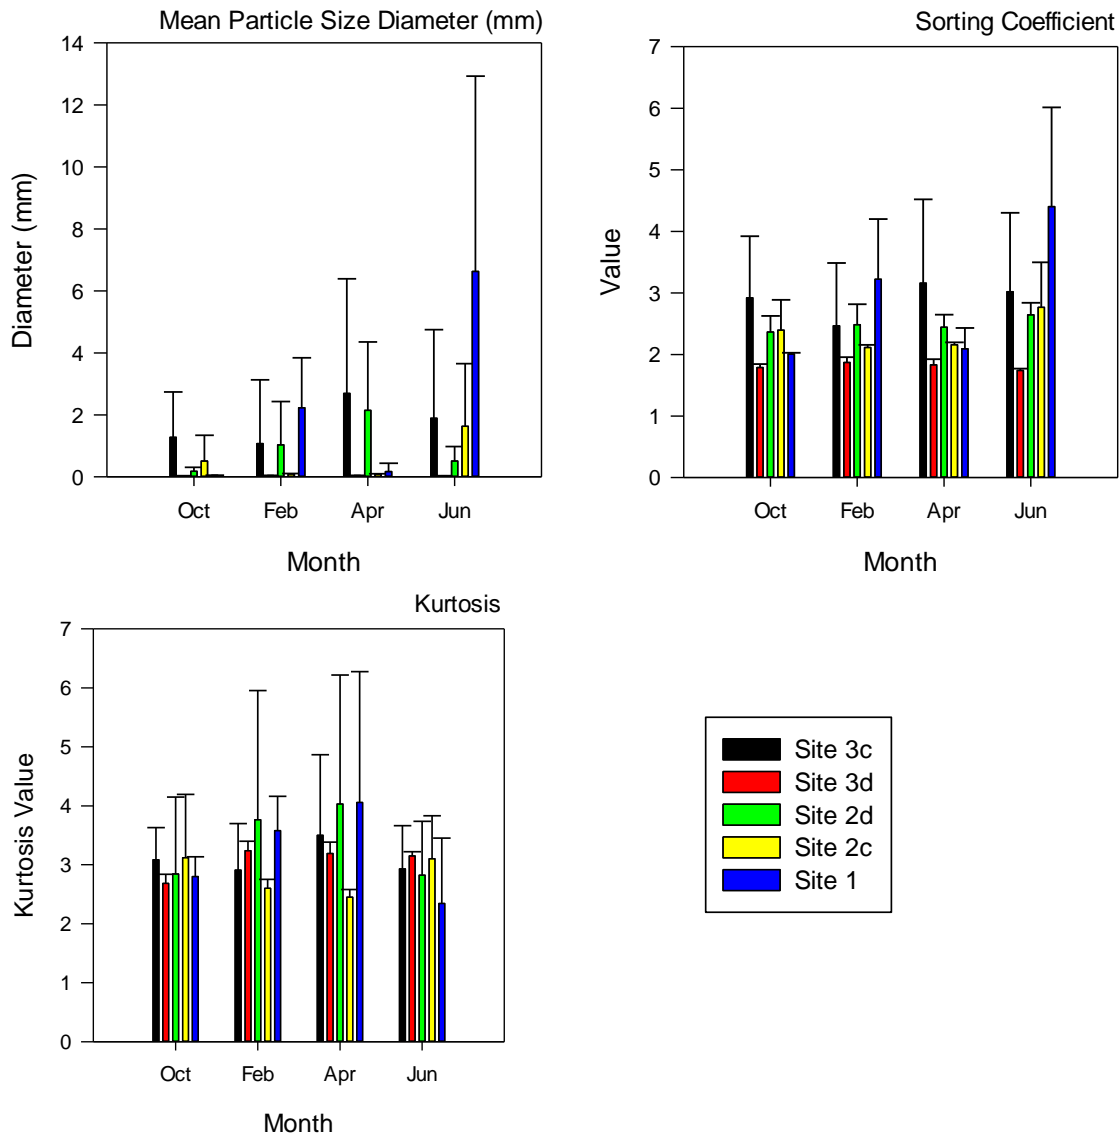 Mean Particle Size Diameter (mm)
14
12
10
8
6
4
2
0
Diameter (mm)
Oct Feb Apr Jun
Month
Sorting Coefficient
7
6
5
4
3
2
1
0
Value
Oct Feb Apr Jun
Month
Kurtosis
7
6
5
4
3
2
1
0
Kurtosis Value
Oct Feb Apr Jun
Month
Site 3c
Site 3d
Site 2d
Site 2c
Site 1